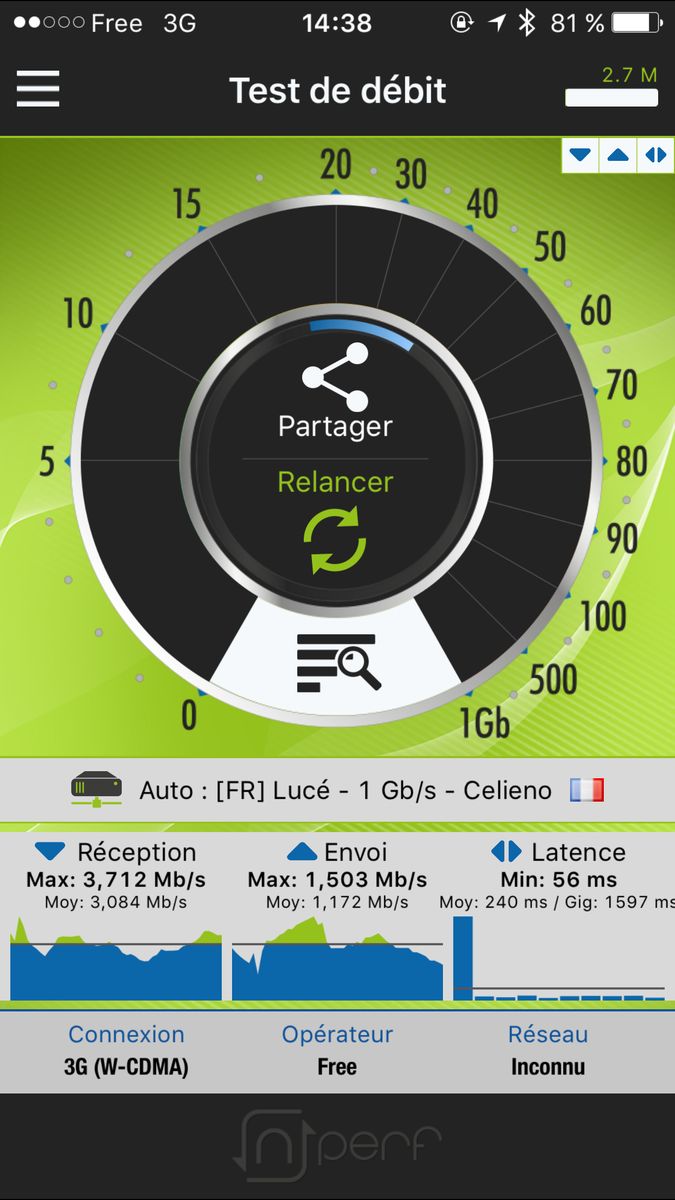 Free 3G 14:38 81 %
Test de débit
2.7 M
20
30
15
40
50
10
60
70
Partager
5
80
Relancer
90
100
500
0
1Gb
Auto : [FR] Lucé - 1 Gb/s - Celieno
Réception
Max: 3,712 Mb/s
Moy: 3,084 Mb/s
Envoi
Max: 1,503 Mb/s
Moy: 1,172 Mb/s
Latence
Min: 56 ms
Moy: 240 ms / Gig: 1597 ms
Connexion
3G (W-CDMA)
Opérateur
Free
Réseau
Inconnu
nperf